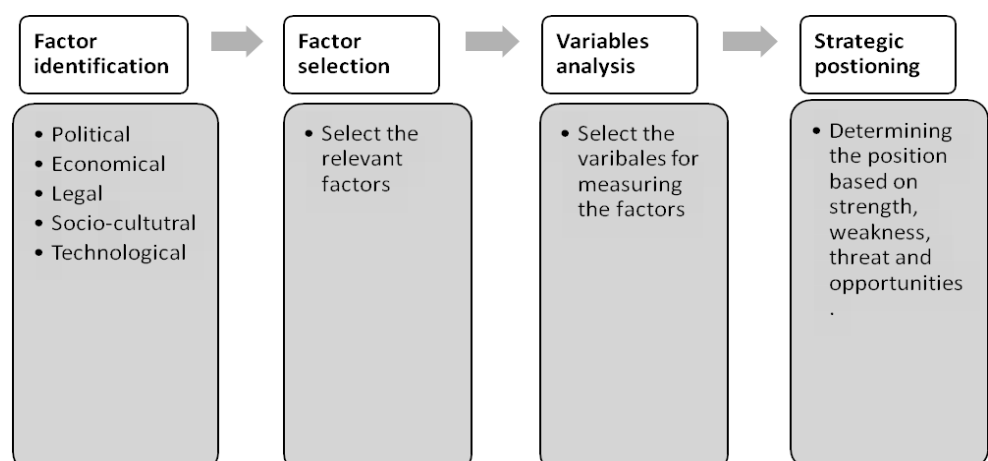 Factor
identification
• Political
• Economical
• Legal
• Socio-cultutral
• Technological
Factor
selection
• Select the
relevant
factors
Variables
analysis
• Select the
varibales for
measuring
the factors
Strategic
postioning
• Determining
the position
based on
strength,
weakness,
threat and
opportunities
.